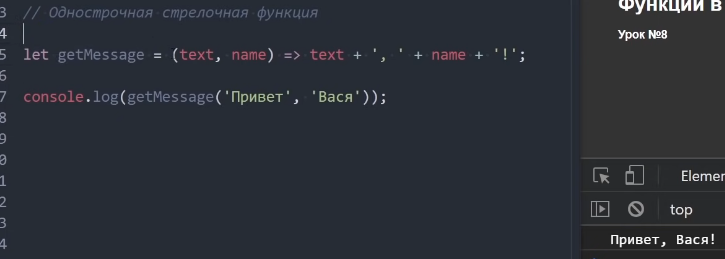 3 // Однострочная стрелочная функция
4
5 let getMessage = (text, name) => text + ', ' + name + '!';
6
7 console.log(getMessage('Привет', 'Вася'));
8
9
0
1
2
3
4
Функции в
Урок №8
Elemen
top
Привет, Вася!